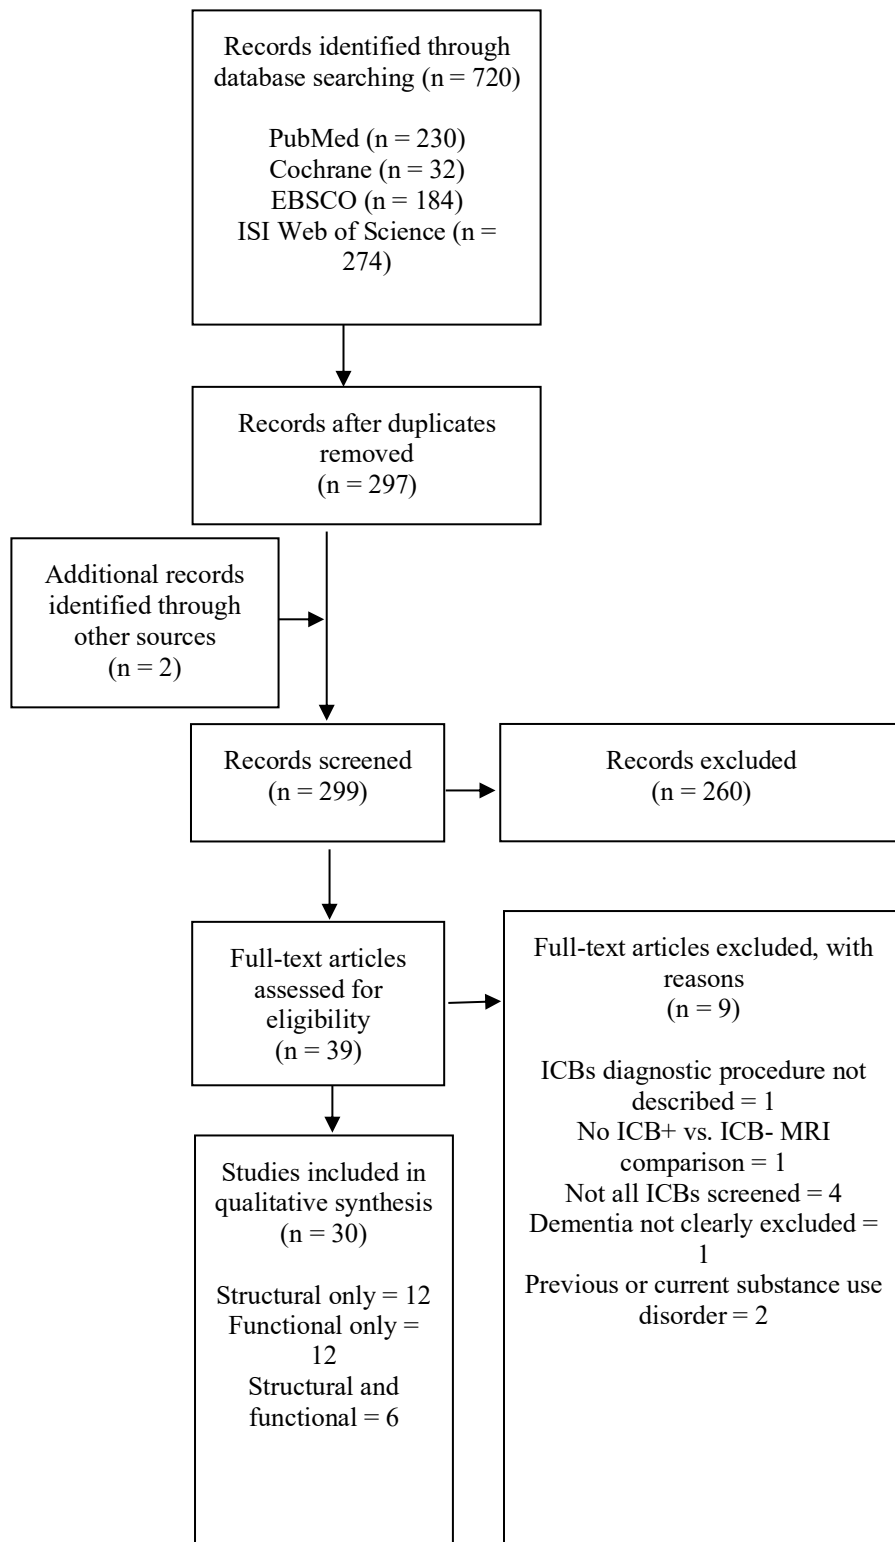 Records identified through
database searching (n = 720)
PubMed (n = 230)
Cochrane (n = 32)
EBSCO (n = 184)
ISI Web of Science (n =
274)
Records after duplicates
removed
(n = 297)
Additional records
identified through
other sources
(n = 2)
Records screened
(n = 299)
Records excluded
(n = 260)
Full-text articles
assessed for
eligibility
(n = 39)
Full-text articles excluded, with
reasons
(n = 9)
ICBs diagnostic procedure not
described = 1
No ICB+ vs. ICB- MRI
comparison = 1
Not all ICBs screened = 4
Dementia not clearly excluded =
1
Previous or current substance use
disorder = 2
Studies included in
qualitative synthesis
(n = 30)
Structural only = 12
Functional only =
12
Structural and
functional = 6